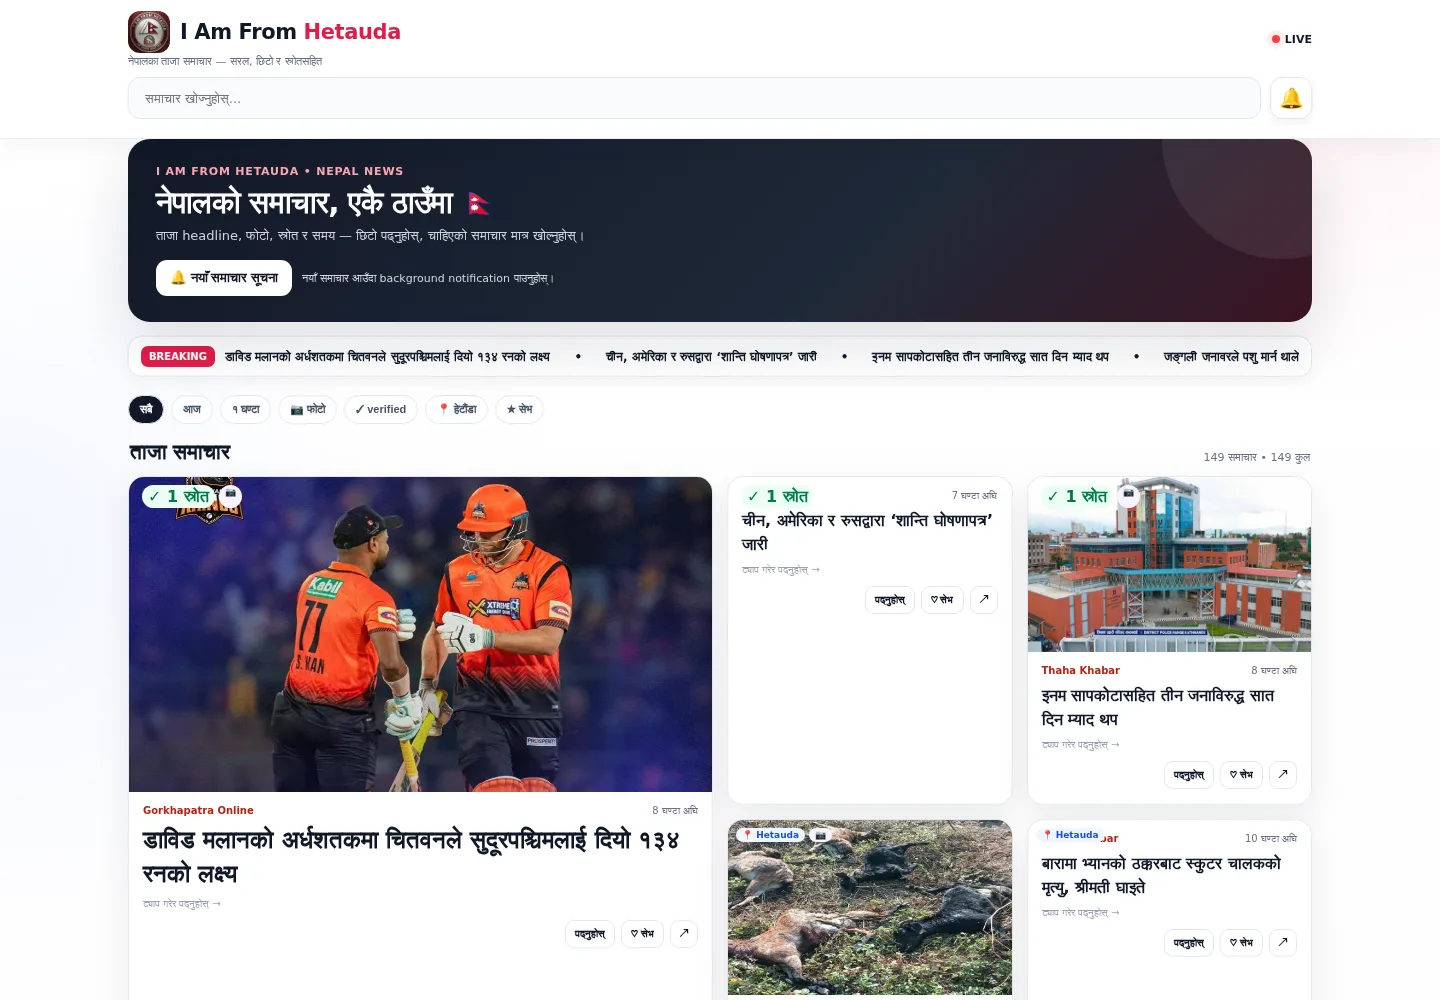 I Am From Hetauda
LIVE
नेपालका ताजा समाचार — सरल, छिटो र स्रोतसहित
समाचार खोज्नुहोस्...
I AM FROM HETAUDA • NEPAL NEWS
नेपालको समाचार, एकै ठाउँमा 🇳🇵
ताजा headline, फोटो, स्रोत र समय — छिटो पढ्नुहोस्, चाहिएको समाचार मात्र खोल्नुहोस्।
🔔 नयाँ समाचार सूचना
नयाँ समाचार आउँदा background notification पाउनुहोस्।
BREAKING
डाविड मलानको अर्धशतकमा चितवनले सुदूरपश्चिमलाई दियो १३४ रनको लक्ष्य • चीन, अमेरिका र रुसद्वारा ‘शान्ति घोषणापत्र’ जारी • इनम सापकोटासहित तीन जनाविरुद्ध सात दिन म्याद थप • जङ्गली जनावरले पशु मार्न थाले
सबै
आज
१ घण्टा
📷 फोटो
✓ verified
📍 हेटौंडा
★ सेभ
ताजा समाचार
149 समाचार • 149 कुल
✓ 1 स्रोत
Kabil
77
S. KAN
XTREME
Gorkhapatra Online
8 घण्टा अघि
डाविड मलानको अर्धशतकमा चितवनले सुदूरपश्चिमलाई दियो १३४
रनको लक्ष्य
ट्याप गरेर पढ्नुहोस् →
पढ्नुहोस्
♡ सेभ
↗
✓ 1 स्रोत
7 घण्टा अघि
चीन, अमेरिका र रुसद्वारा ‘शान्ति घोषणापत्र’
जारी
ट्याप गरेर पढ्नुहोस् →
पढ्नुहोस्
♡ सेभ
↗
✓ 1 स्रोत
Thaha Khabar
8 घण्टा अघि
इनम सापकोटासहित तीन जनाविरुद्ध सात
दिन म्याद थप
ट्याप गरेर पढ्नुहोस् →
पढ्नुहोस्
♡ सेभ
↗
📍 Hetauda
📍 Hetauda
10 घण्टा अघि
बारामा भ्यानको ठक्करबाट स्कुटर चालकको
मृत्यु, श्रीमती घाइते
ट्याप गरेर पढ्नुहोस् →
पढ्नुहोस्
♡ सेभ
↗